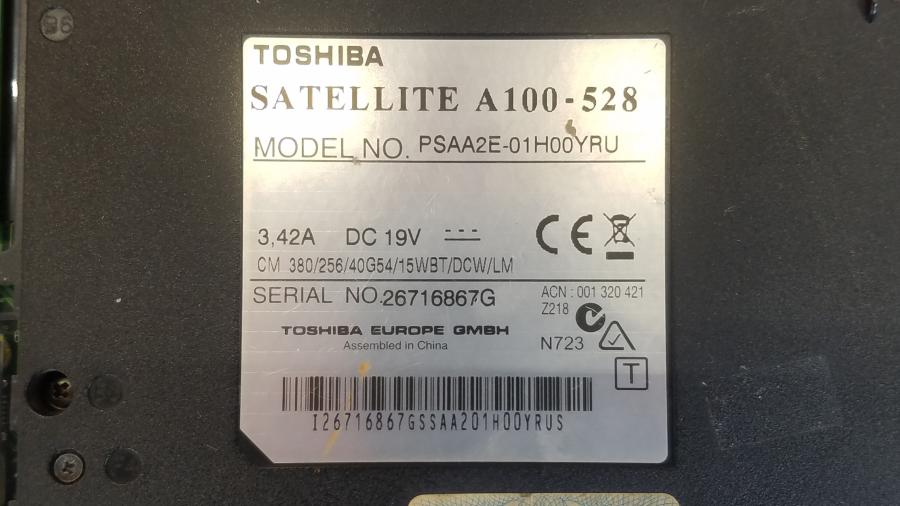 TOSHIBA
SATELLITE A100-528
MODEL NO. PSAA2E-01H00YRU
3,42A DC 19V
CE
CM 380/256/40G54/15WBT/DCW/LM
SERIAL NO.26716867G
ACN : 001 320 421
Z218
N723
TOSHIBA EUROPE GMBH
Assembled in China
T
I26716867GSSAA201H00YRUS